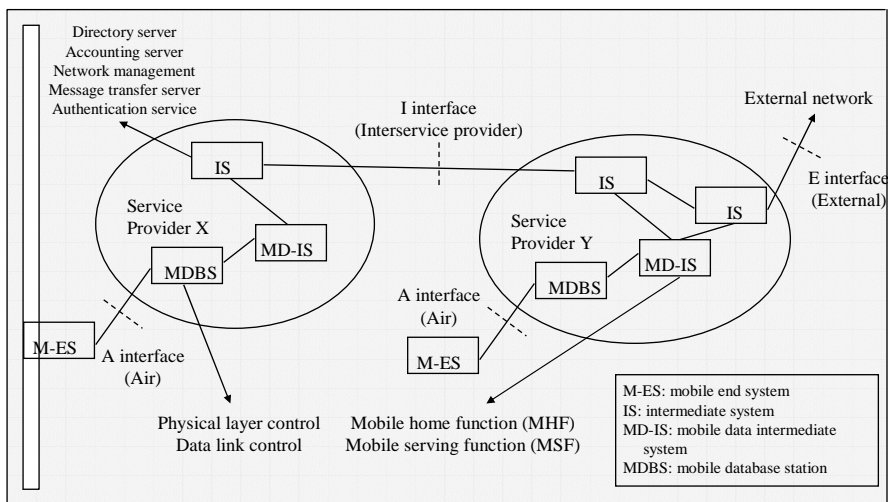 Directory server
Accounting server
Network management
Message transfer server
Authentication service
I interface
(Interservice provider)
External network
E interface
(External)
IS
IS
IS
Service
Provider X
MD-IS
MDBS
Service
Provider Y
MD-IS
MDBS
A interface
(Air)
M-ES
A interface
(Air)
M-ES
Physical layer control
Data link control
Mobile home function (MHF)
Mobile serving function (MSF)
M-ES: mobile end system
IS: intermediate system
MD-IS: mobile data intermediate
system
MDBS: mobile database station